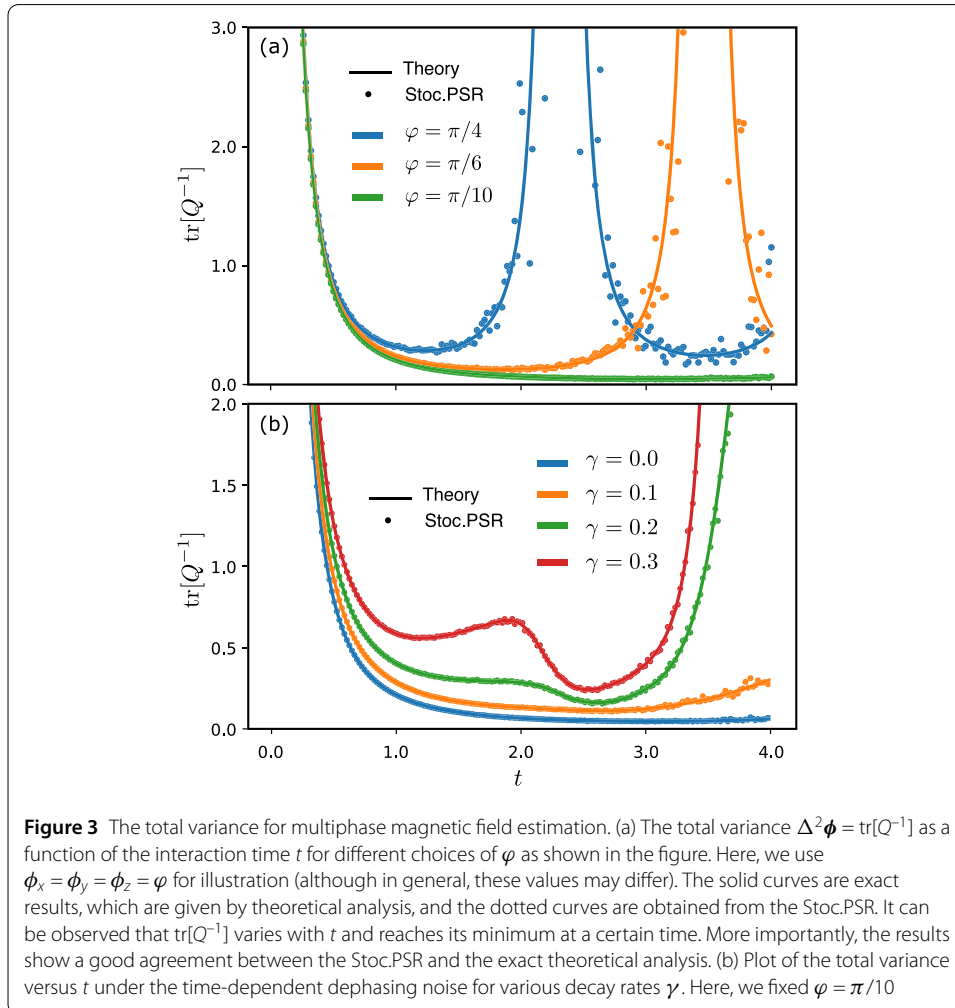 3.0
(a)
Theory
Stoc.PSR
2.0
φ = π/4
φ = π/6
φ = π/10
tr[Q⁻¹]
1.0
0.0
2.0
(b)
γ = 0.0
1.5
γ = 0.1
Theory
Stoc.PSR
γ = 0.2
tr[Q⁻¹]
1.0
γ = 0.3
0.5
0.0
0.0 1.0 2.0 3.0 4.0
t
Figure 3 The total variance for multiphase magnetic field estimation. (a) The total variance Δ²ϕ = tr[Q⁻¹] as a
function of the interaction time t for different choices of φ as shown in the figure. Here, we use
ϕₓ = ϕ_y = ϕ_z = φ for illustration (although in general, these values may differ). The solid curves are exact
results, which are given by theoretical analysis, and the dotted curves are obtained from the Stoc.PSR. It can
be observed that tr[Q⁻¹] varies with t and reaches its minimum at a certain time. More importantly, the results
show a good agreement between the Stoc.PSR and the exact theoretical analysis. (b) Plot of the total variance
versus t under the time-dependent dephasing noise for various decay rates γ. Here, we fixed φ = π/10